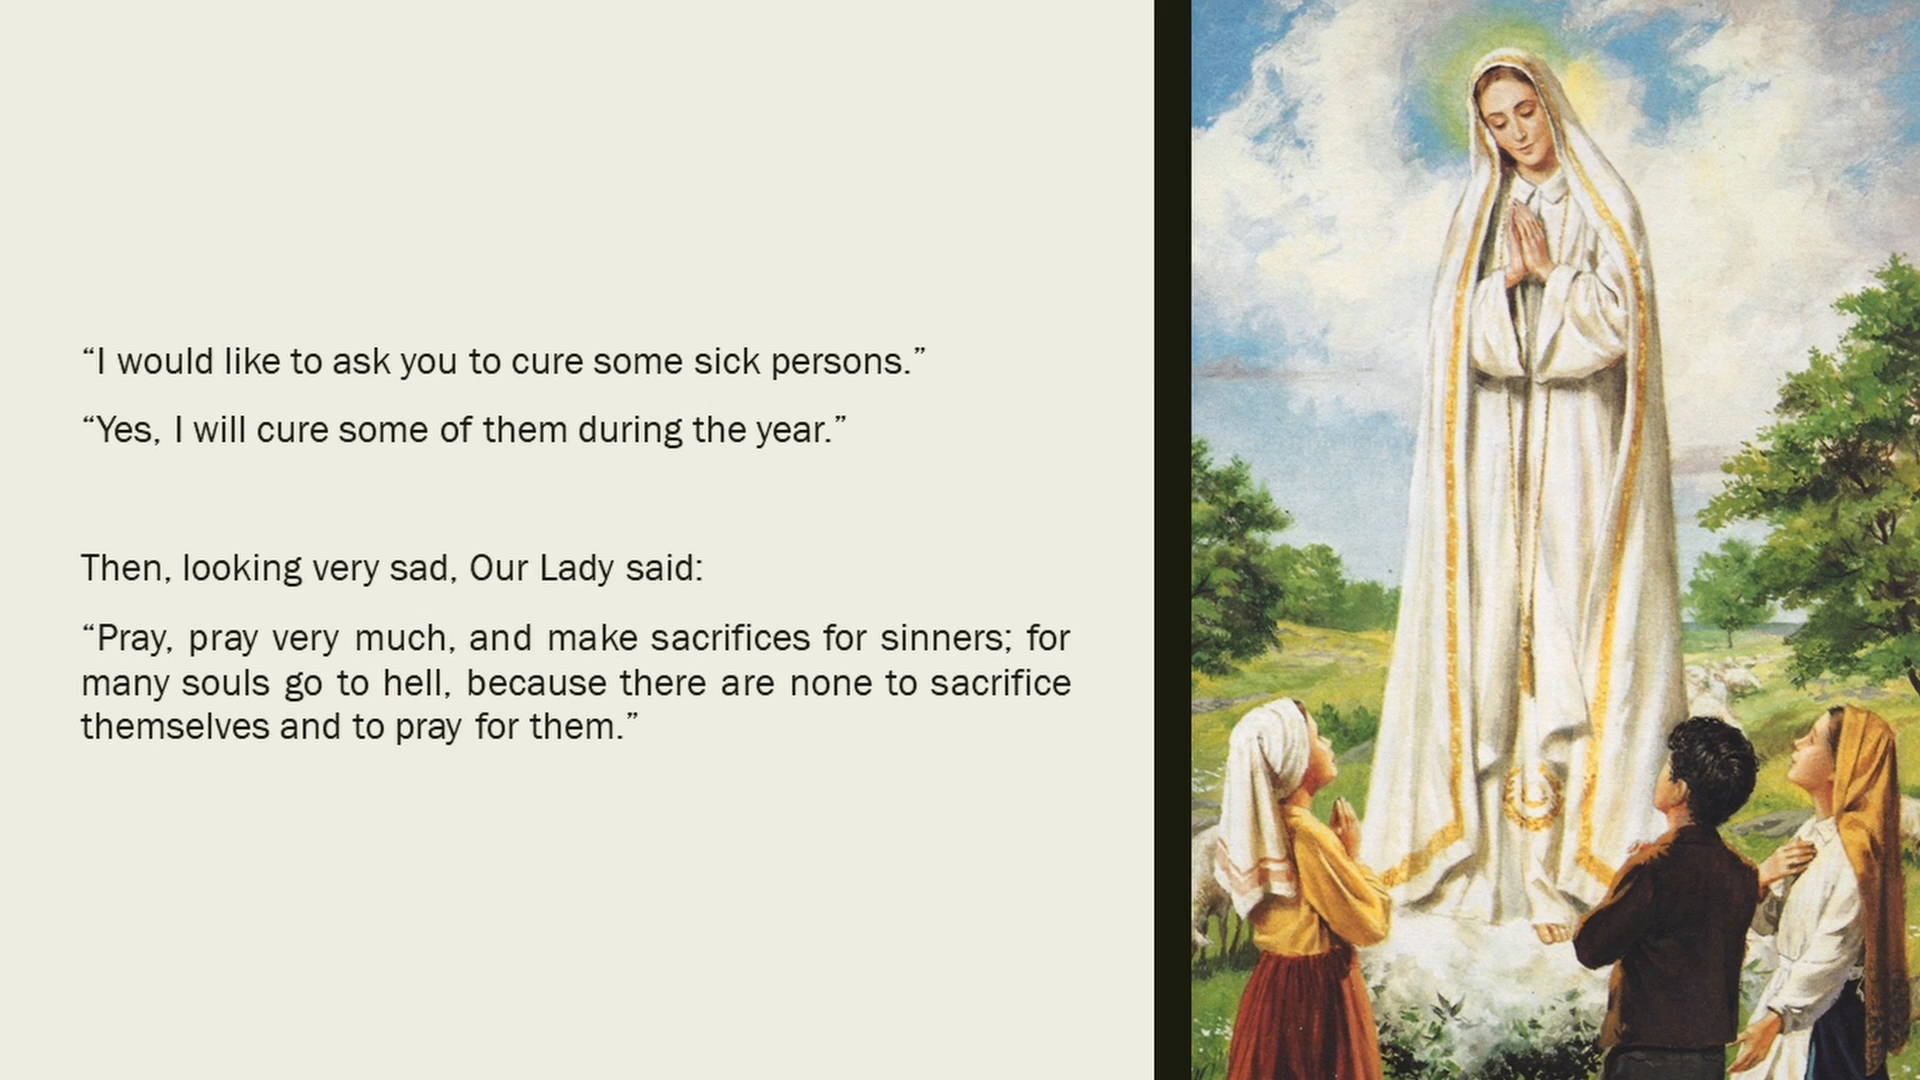 “I would like to ask you to cure some sick persons.”
“Yes, I will cure some of them during the year.”
Then, looking very sad, Our Lady said:
“Pray, pray very much, and make sacrifices for sinners; for
many souls go to hell, because there are none to sacrifice
themselves and to pray for them.”